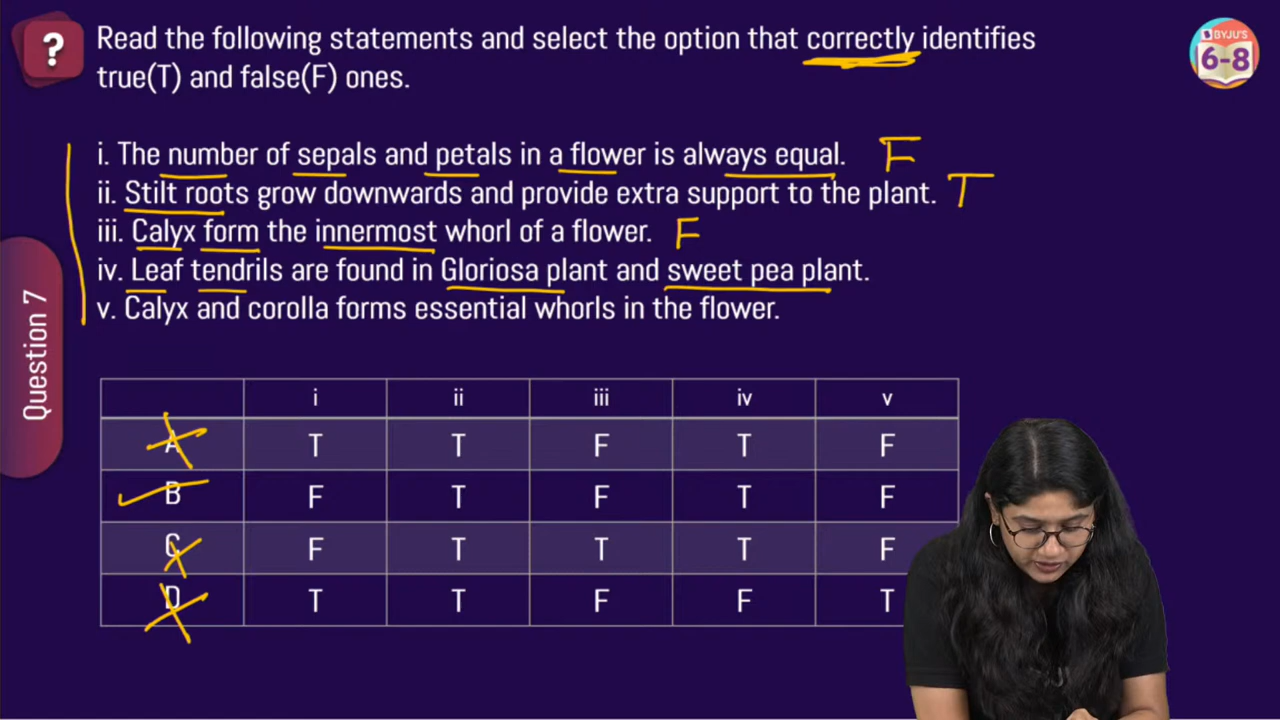 ?
Read the following statements and select the option that correctly identifies
true(T) and false(F) ones.
BYJU'S
6-8
i. The number of sepals and petals in a flower is always equal. F
ii. Stilt roots grow downwards and provide extra support to the plant. T
iii. Calyx form the innermost whorl of a flower. F
iv. Leaf tendrils are found in Gloriosa plant and sweet pea plant.
v. Calyx and corolla forms essential whorls in the flower.
Question 7
i ii iii iv v
A T T F T F
B F T F T F
C F T T T F
D T T F F T